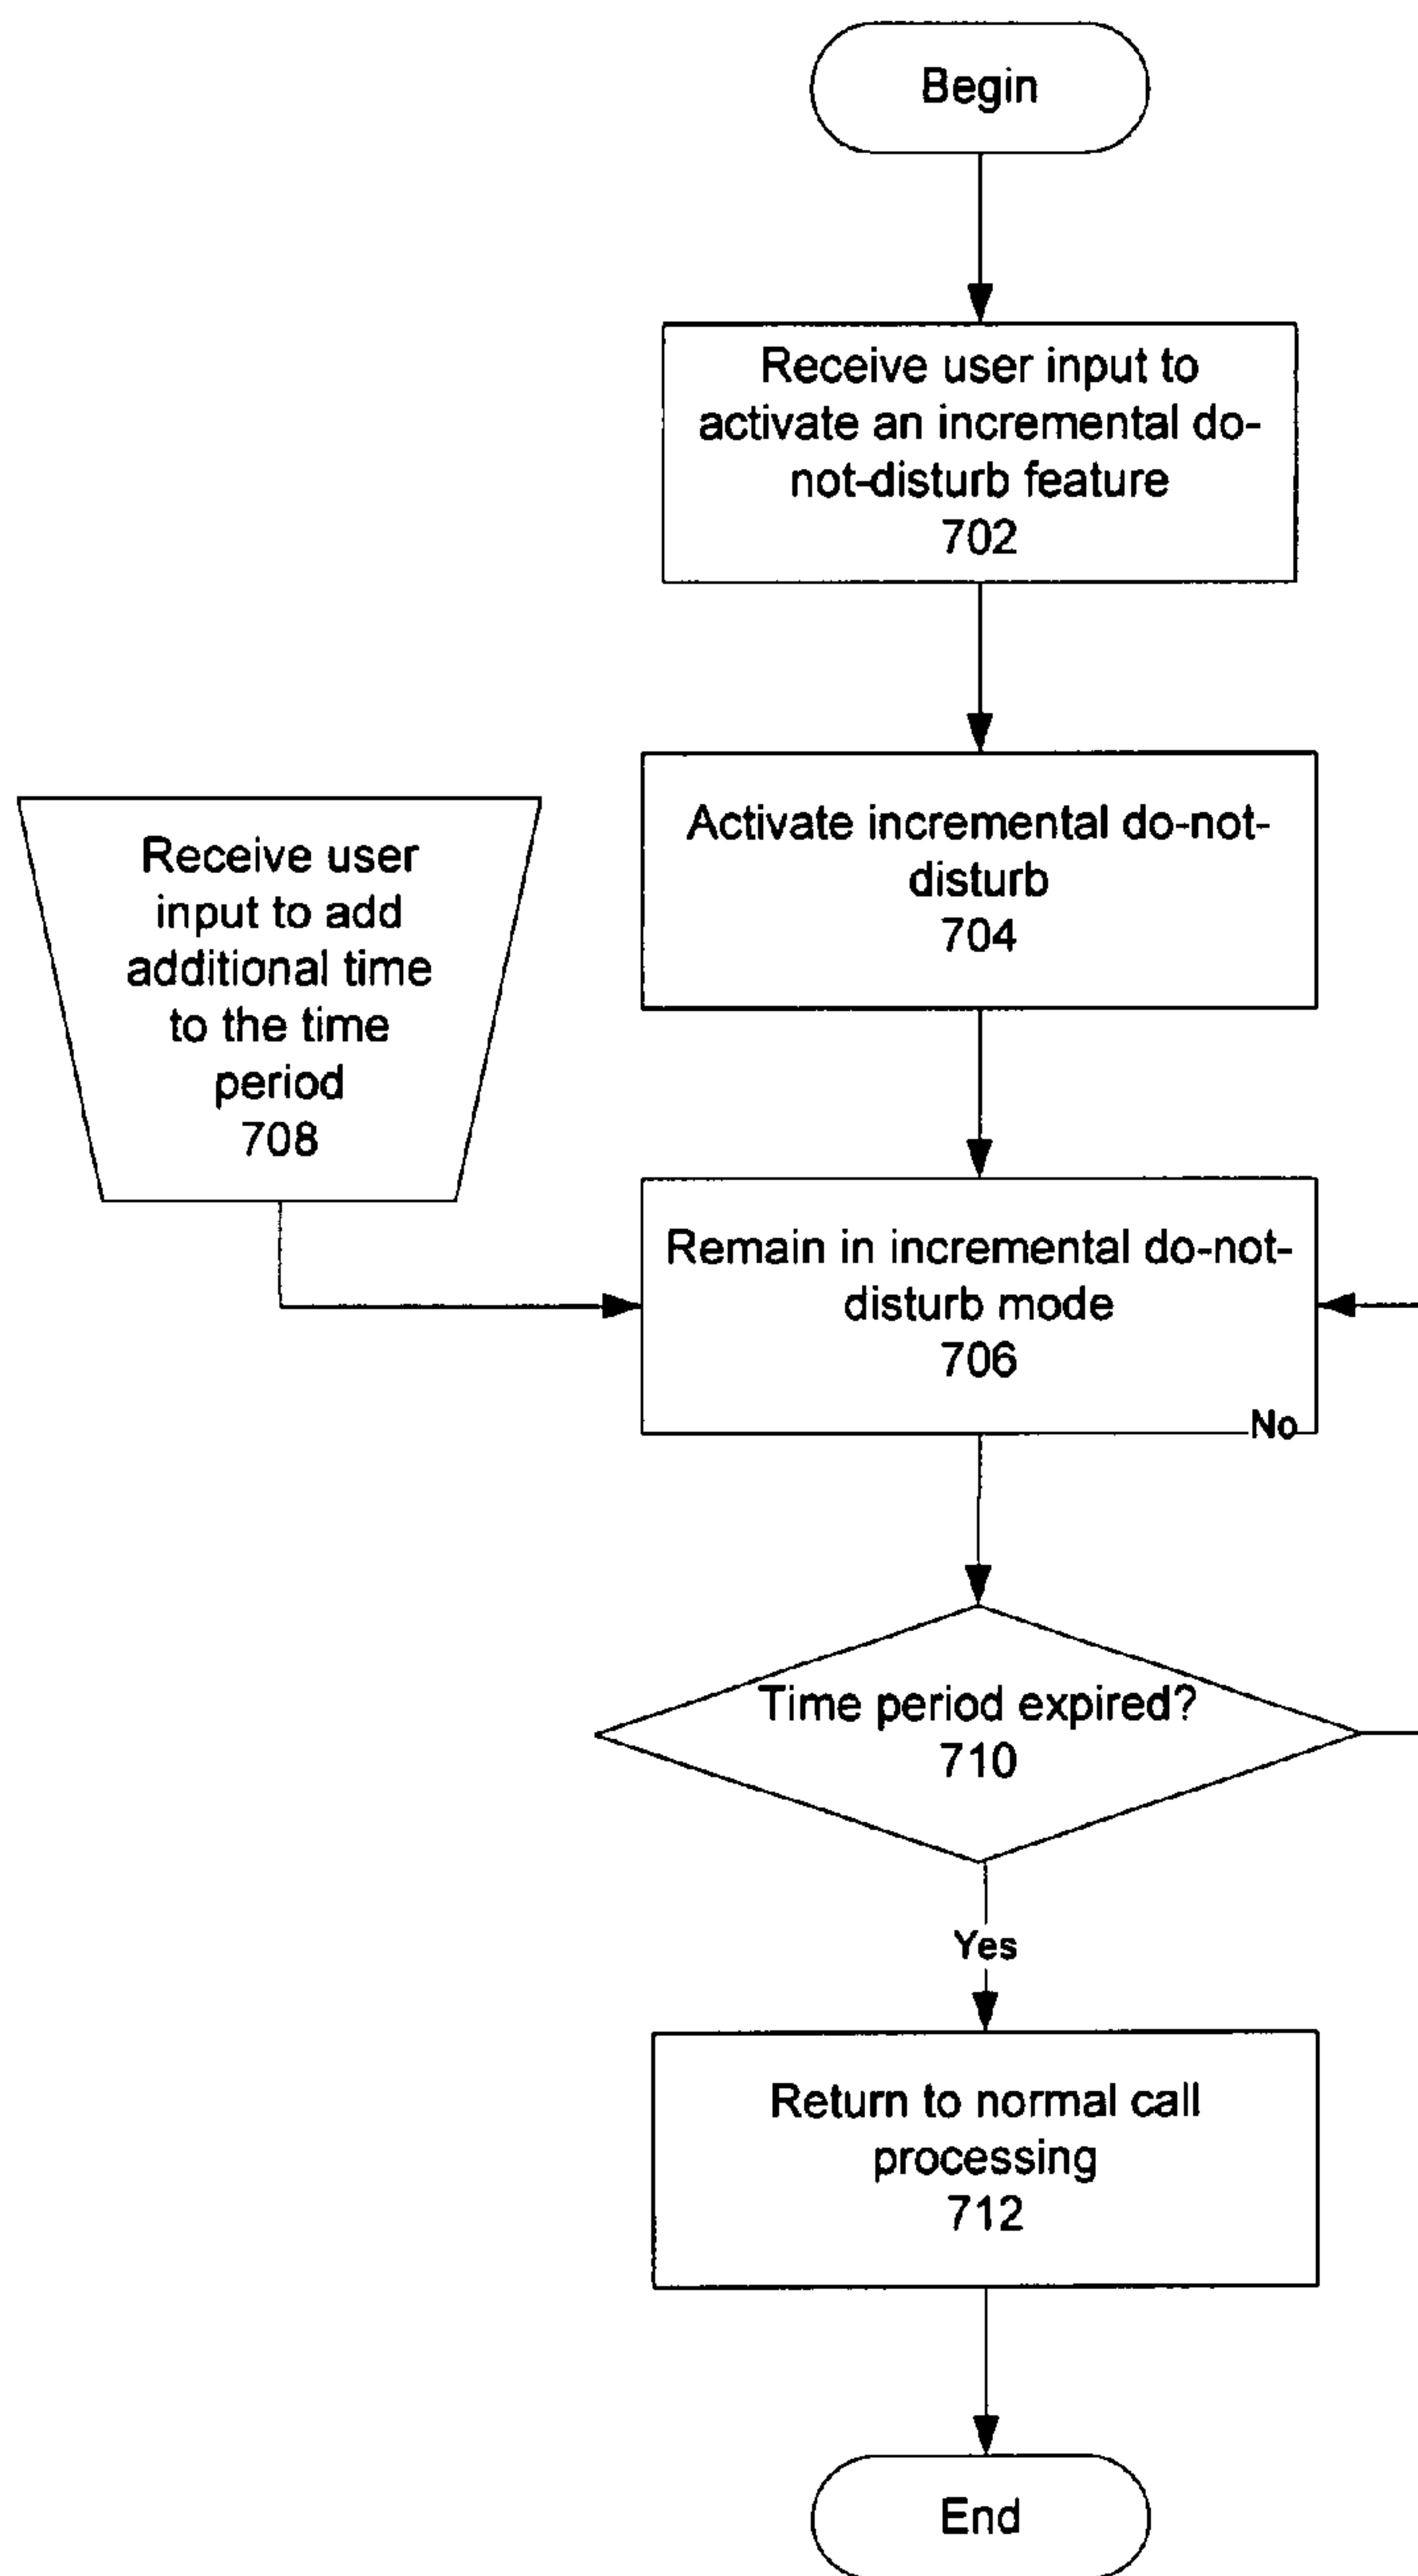 Begin
Receive user input to
activate an incremental do-
not-disturb feature
702
Activate incremental do-not-
disturb
704
Receive user
input to add
additional time
to the time
period
708
Remain in incremental do-not-
disturb mode
706
No
Time period expired?
710
Yes
Return to normal call
processing
712
End